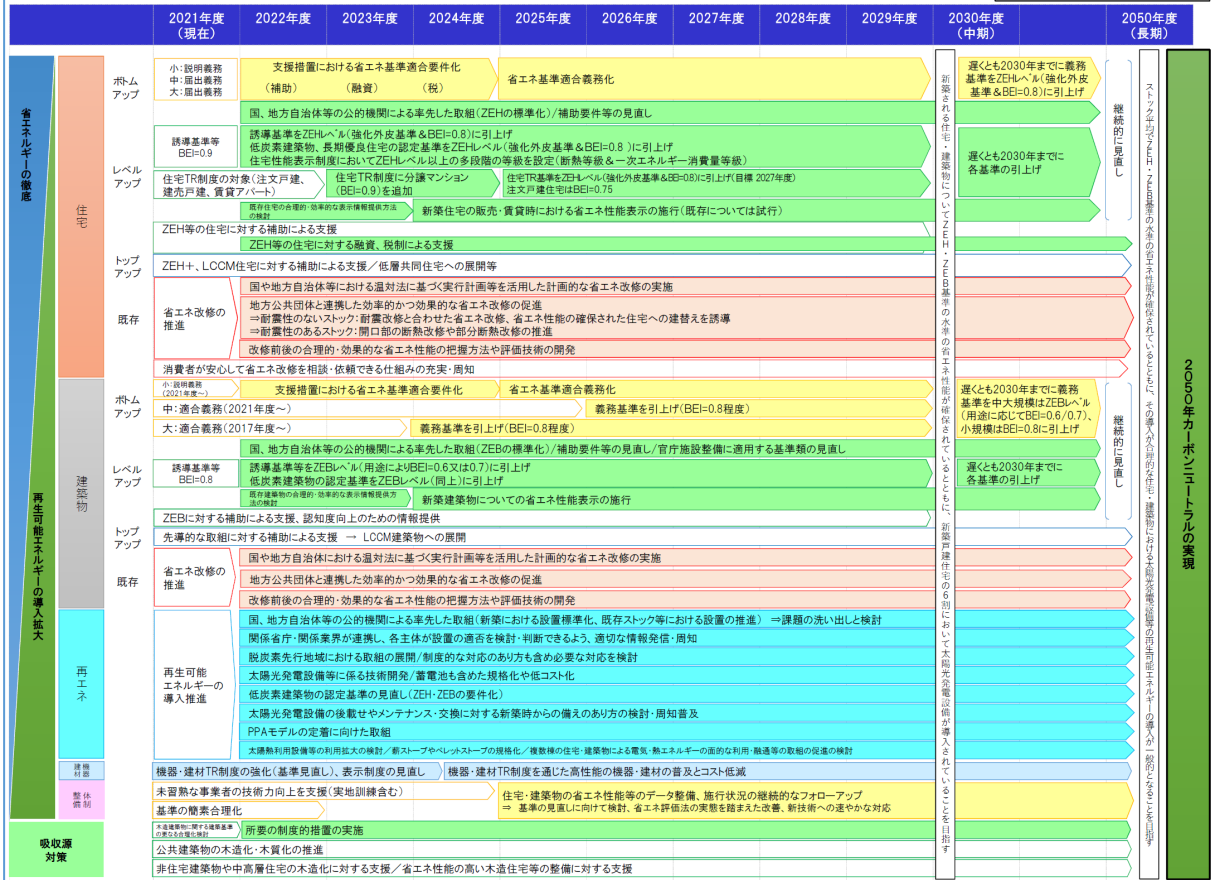 2021年度
（現在）
2022年度
2023年度
2024年度
2025年度
2026年度
2027年度
2028年度
2029年度
2030年度
（中期）
2050年度
（長期）
省エネルギーの徹底
再生可能エネルギーの導入拡大
住宅
ボトム
アップ
小：説明義務
中：届出義務
大：届出義務
支援措置における省エネ基準適合要件化
（補助）　（融資）　（税）
省エネ基準適合義務化
遅くとも2030年までに義務
基準をZEHレベル（強化外皮
基準＆BEI=0.8）に引上げ
国、地方自治体等の公的機関による率先した取組（ZEHの標準化）/補助要件等の見直し
レベル
アップ
誘導基準等
BEI=0.9
誘導基準をZEHレベル（強化外皮基準＆BEI=0.8）に引上げ
低炭素建築物、長期優良住宅の認定基準をZEHレベル（強化外皮基準＆BEI=0.8 ）に引上げ
住宅性能表示制度においてZEHレベル以上の多段階の等級を設定（断熱等級＆一次エネルギー消費量等級）
遅くとも2030年までに
各基準の引上げ
継続的に見直し
住宅TR制度の対象（注文戸建、
建売戸建、賃貸アパート）
住宅TR制度に分譲マンション
（BEI=0.9）を追加
住宅TR基準をZEHレベル（強化外皮基準＆BEI=0.8）に引上げ（目標 2027年度）
注文戸建住宅はBEI=0.75
既存住宅の合理的・効率的な表示情報提供方法
の検討
新築住宅の販売・賃貸時における省エネ性能表示の施行（既存については試行）
ZEH等の住宅に対する補助による支援
ZEH等の住宅に対する融資、税制による支援
トップ
アップ
ZEH＋、LCCM住宅に対する補助による支援／低層共同住宅への展開等
既存
省エネ改修の
推進
国や地方自治体等における温対法に基づく実行計画等を活用した計画的な省エネ改修の実施
地方公共団体と連携した効率的かつ効果的な省エネ改修の促進
⇒耐震性のないストック：耐震改修と合わせた省エネ改修、省エネ性能の確保された住宅への建替えを誘導
⇒耐震性のあるストック：開口部の断熱改修や部分断熱改修の推進
改修前後の合理的・効果的な省エネ性能の把握方法や評価技術の開発
消費者が安心して省エネ改修を相談・依頼できる仕組みの充実・周知
建築物
ボトム
アップ
小：説明義務
（2021年度～）
支援措置における省エネ基準適合要件化
省エネ基準適合義務化
遅くとも2030年までに義務
基準を中大規模はZEBレベル
（用途に応じてBEI=0.6/0.7）、
小規模はBEI=0.8に引上げ
中：適合義務（2021年度～）
義務基準を引上げ（BEI=0.8程度）
大：適合義務（2017年度～）
義務基準を引上げ（BEI=0.8程度）
国、地方自治体等の公的機関による率先した取組（ZEBの標準化）/補助要件等の見直し/官庁施設整備に適用する基準類の見直し
レベル
アップ
誘導基準等
BEI=0.8
誘導基準等をZEBレベル（用途によりBEI=0.6又は0.7）に引上げ
低炭素建築物の認定基準をZEBレベル（同上）に引上げ
遅くとも2030年までに
各基準の引上げ
継続的に見直し
既存建築物の合理的・効率的な表示情報提供方
法の検討
新築建築物についての省エネ性能表示の施行
ZEBに対する補助による支援、認知度向上のための情報提供
トップ
アップ
先導的な取組に対する補助による支援　→　LCCM建築物への展開
既存
省エネ改修の
推進
国や地方自治体における温対法に基づく実行計画等を活用した計画的な省エネ改修の実施
地方公共団体と連携した効率的かつ効果的な省エネ改修の促進
改修前後の合理的・効果的な省エネ性能の把握方法や評価技術の開発
再エネ
再生可能
エネルギーの
導入推進
国、地方自治体等の公的機関による率先した取組（新築における設置標準化、既存ストック等における設置の推進）　⇒課題の洗い出しと検討
関係省庁・関係業界が連携し、各主体が設置の適否を検討・判断できるよう、適切な情報発信・周知
脱炭素先行地域における取組の展開/制度的な対応のあり方も含め必要な対応を検討
太陽光発電設備等に係る技術開発/蓄電池も含めた規格化や低コスト化
低炭素建築物の認定基準の見直し（ZEH・ZEBの要件化）
太陽光発電設備の後載せやメンテナンス・交換に対する新築時からの備えのあり方の検討・周知普及
PPAモデルの定着に向けた取組
太陽熱利用設備等の利用拡大の検討／薪ストーブやペレットストーブの規格化／複数棟の住宅・建築物による電気・熱エネルギーの面的な利用・融通等の取組の促進の検討
建材
機器
機器・建材TR制度の強化（基準見直し）、表示制度の見直し
機器・建材TR制度を通じた高性能の機器・建材の普及とコスト低減
体制
整備
未習熟な事業者の技術力向上を支援（実地訓練含む）
基準の簡素合理化
住宅・建築物の省エネ性能等のデータ整備、施行状況の継続的なフォローアップ
⇒ 基準の見直しに向けて検討、省エネ評価法の実態を踏まえた改善、新技術への速やかな対応
吸収源
対策
木造建築物に関する建築基準
の更なる合理化検討
所要の制度的措置の実施
公共建築物の木造化・木質化の推進
非住宅建築物や中高層住宅の木造化に対する支援／省エネ性能の高い木造住宅等の整備に対する支援
新築される住宅・建築物についてZEH・ZEB基準の水準の省エネ性能が確保されているとともに、新築戸建住宅の6割において太陽光発電設備が導入されていることを目指す
ストック平均でZEH・ZEB基準の水準の省エネ性能が確保されているとともに、その導入が合理的な住宅・建築物における太陽光発電設備等の再生可能エネルギーの導入が一般的となることを目指す
2050年カーボンニュートラルの実現